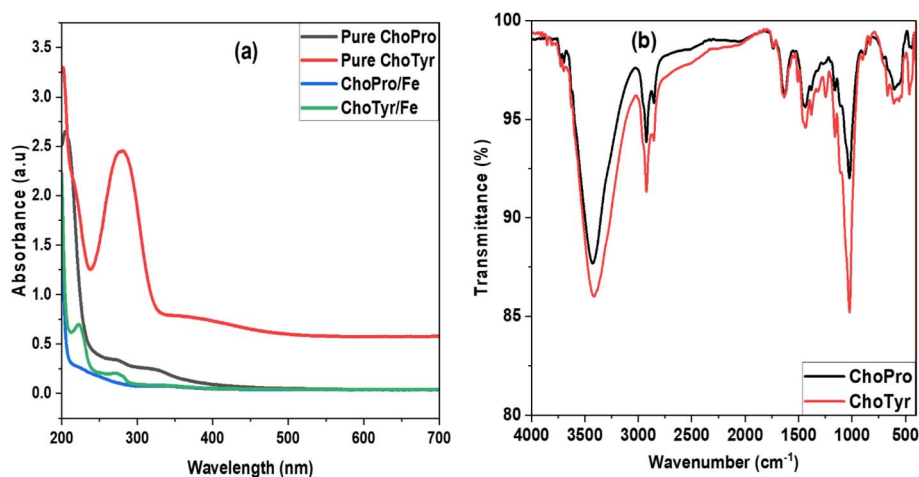 (a)
Pure ChoPro
Pure ChoTyr
ChoPro/Fe
ChoTyr/Fe
Absorbance (a.u)
3.5
3.0
2.5
2.0
1.5
1.0
0.5
0.0
200 300 400 500 600 700
Wavelength (nm)
(b)
Transmittance (%)
100
95
90
85
80
ChoPro
ChoTyr
4000 3500 3000 2500 2000 1500 1000 500
Wavenumber (cm⁻¹)